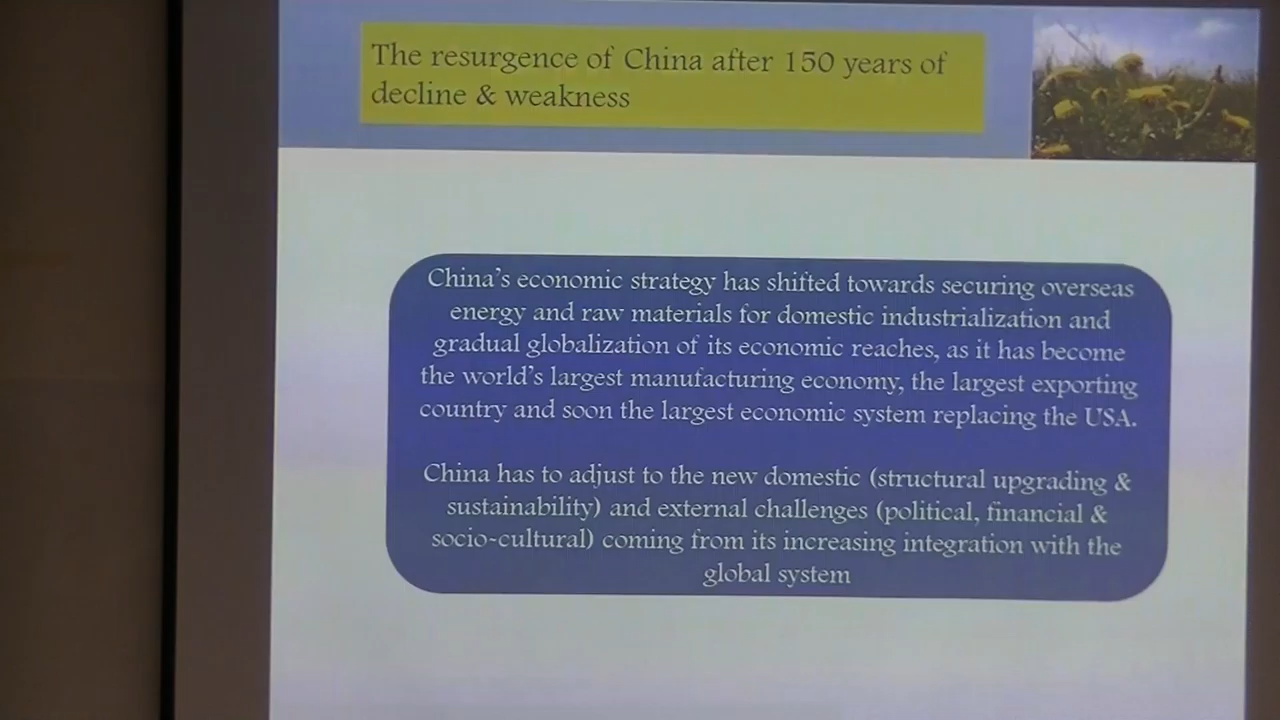 The resurgence of China after 150 years of
decline & weakness
China's economic strategy has shifted towards securing overseas
energy and raw materials for domestic industrialization and
gradual globalization of its economic reaches, as it has become
the world's largest manufacturing economy, the largest exporting
country and soon the largest economic system replacing the USA.
China has to adjust to the new domestic (structural upgrading &
sustainability) and external challenges (political, financial &
socio-cultural) coming from its increasing integration with the
global system